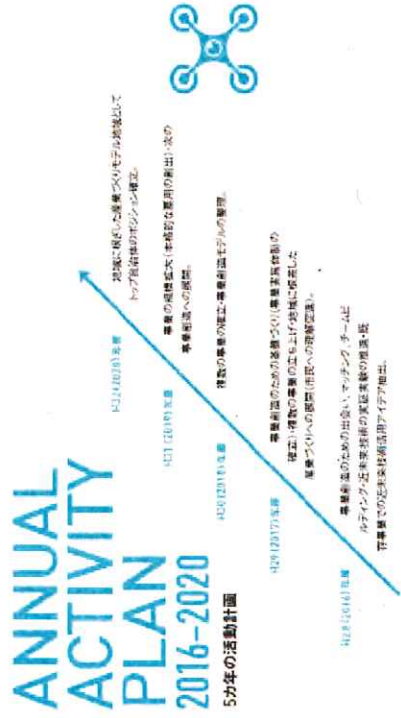 ANNUAL
ACTIVITY
PLAN
2016-2020
5カ年の活動計画
H32(2020)年度
地域に根ざした産業づくりモデル地域として
トップ自治体のポジション確立。
H31(2019)年度
事業の規模拡大(本格的な雇用の創出)・次の
事業創造への展開。
H30(2018)年度
複数の事業の確立・事業創造モデルの整理。
H29(2017)年度
事業創造のための基盤づくり(事業実施体制の
確立)・複数の事業の立ち上げ・地域に根ざした
産業づくりへの展開(市民への理解促進)。
H28(2016)年度
事業創造のための出会い、マッチング、チームビ
ルディング・近未来技術の実証実験の推進・既
存事業での近未来技術活用アイデア抽出。